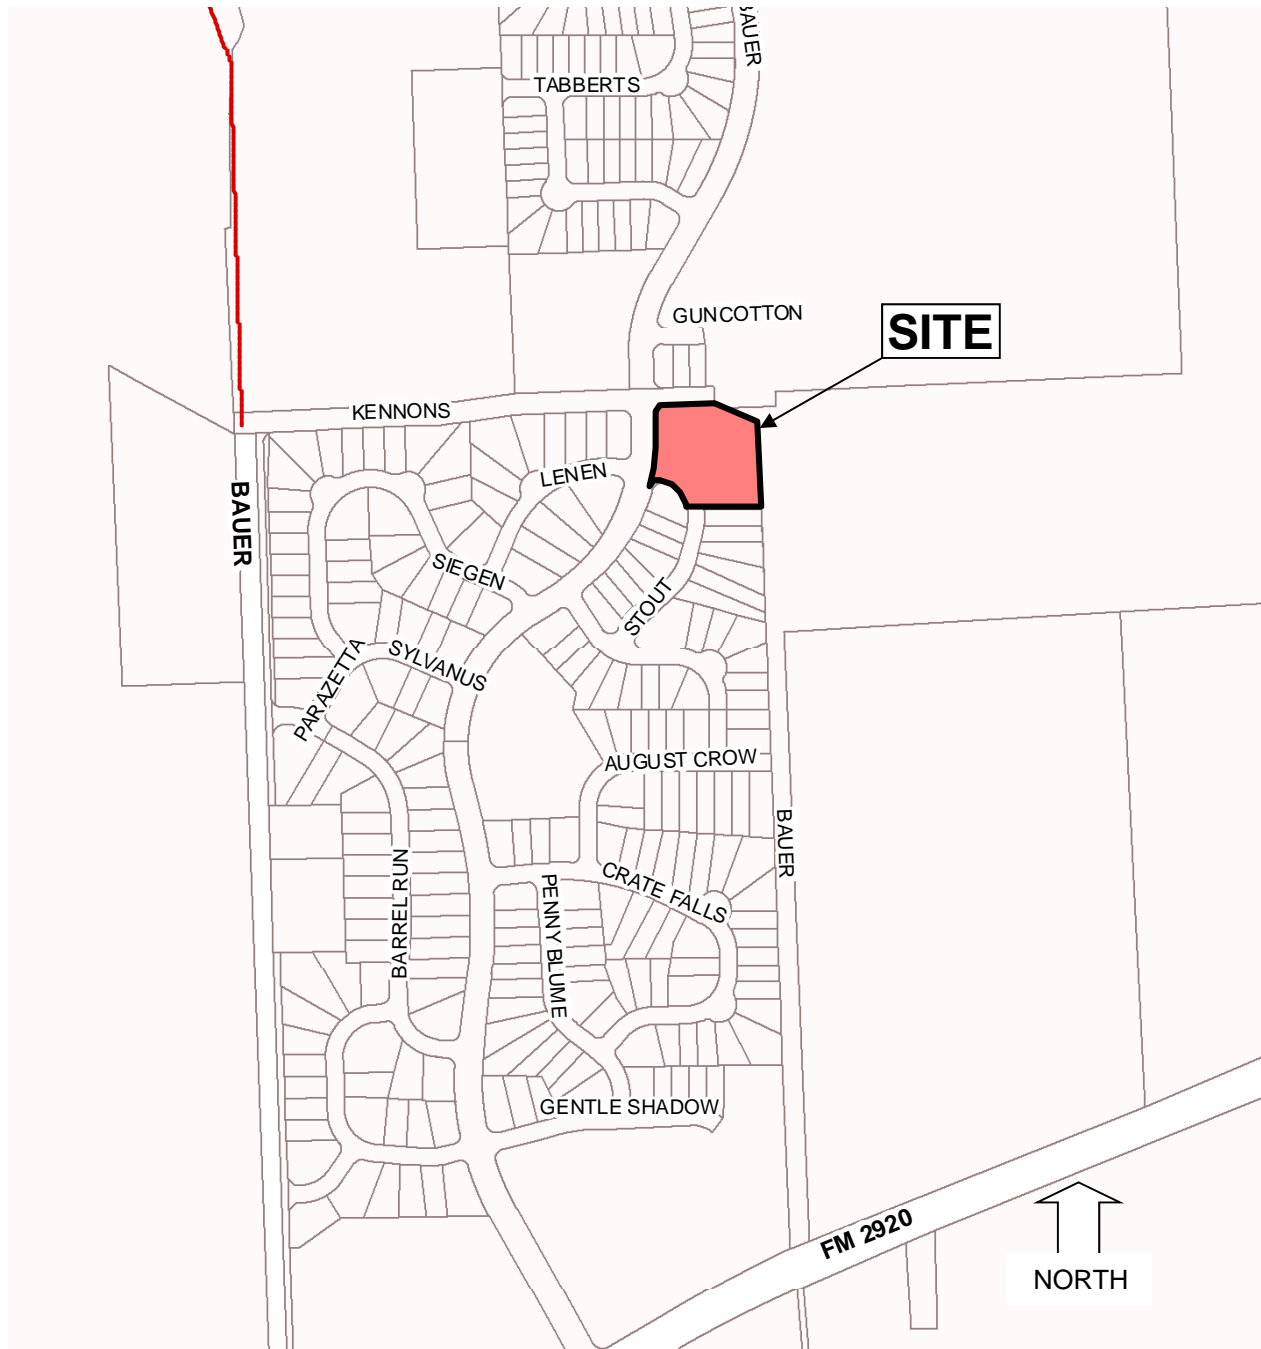 BAUER
TABBERTS
GUNCOTTON
SITE
KENNONS
LENEN
BAUER
SIEGEN
STOUT
SYLVANUS
PARAZETTA
AUGUST CROW
BAUER
BARREL RUN
PENNY BLUME
CRATE FALLS
GENTLE SHADOW
FM 2920
NORTH